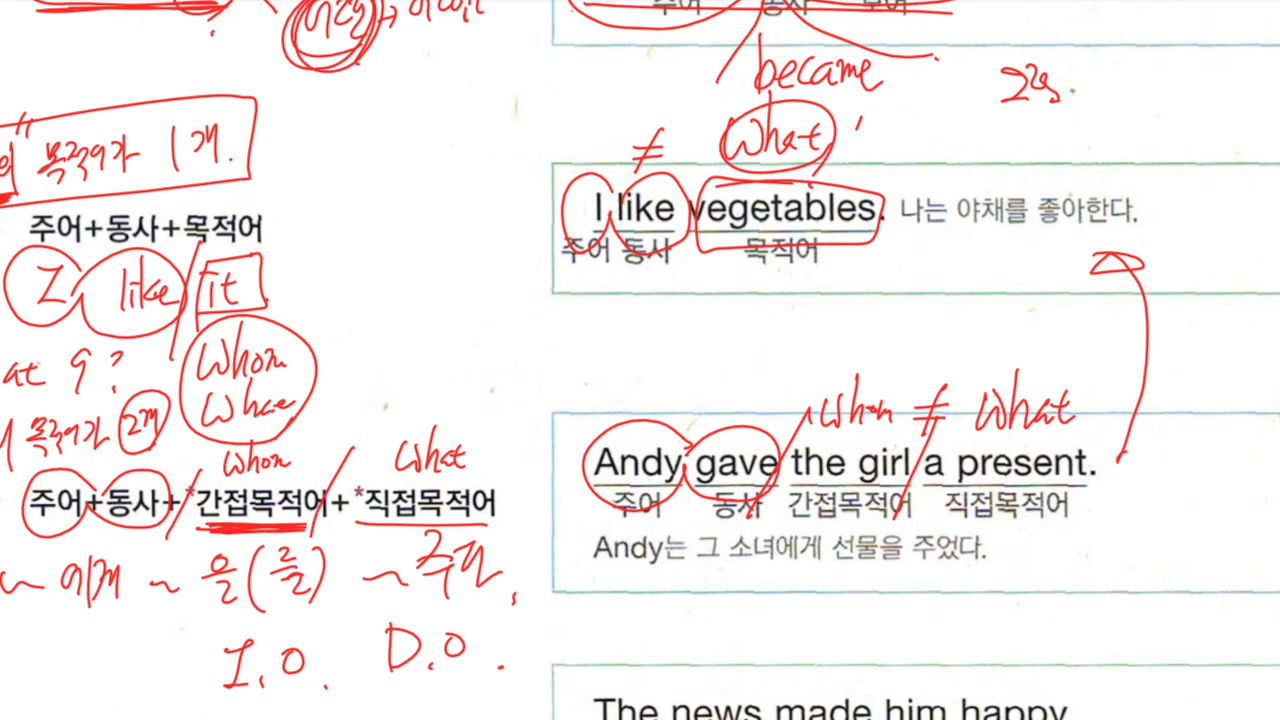 became
what
≠
목적어가 1개.
I like vegetables. 나는 야채를 좋아한다.
주어 동사 목적어
주어+동사+목적어
I like it
whom
what
at 9?
목적어가 2개
whom what
whom ≠ what
Andy gave the girl a present.
주어 동사 간접목적어 직접목적어
Andy는 그 소녀에게 선물을 주었다.
주어+동사+*간접목적어+*직접목적어
~에게 ~을(를) ~주다.
I.O. D.O.
The news made him happy